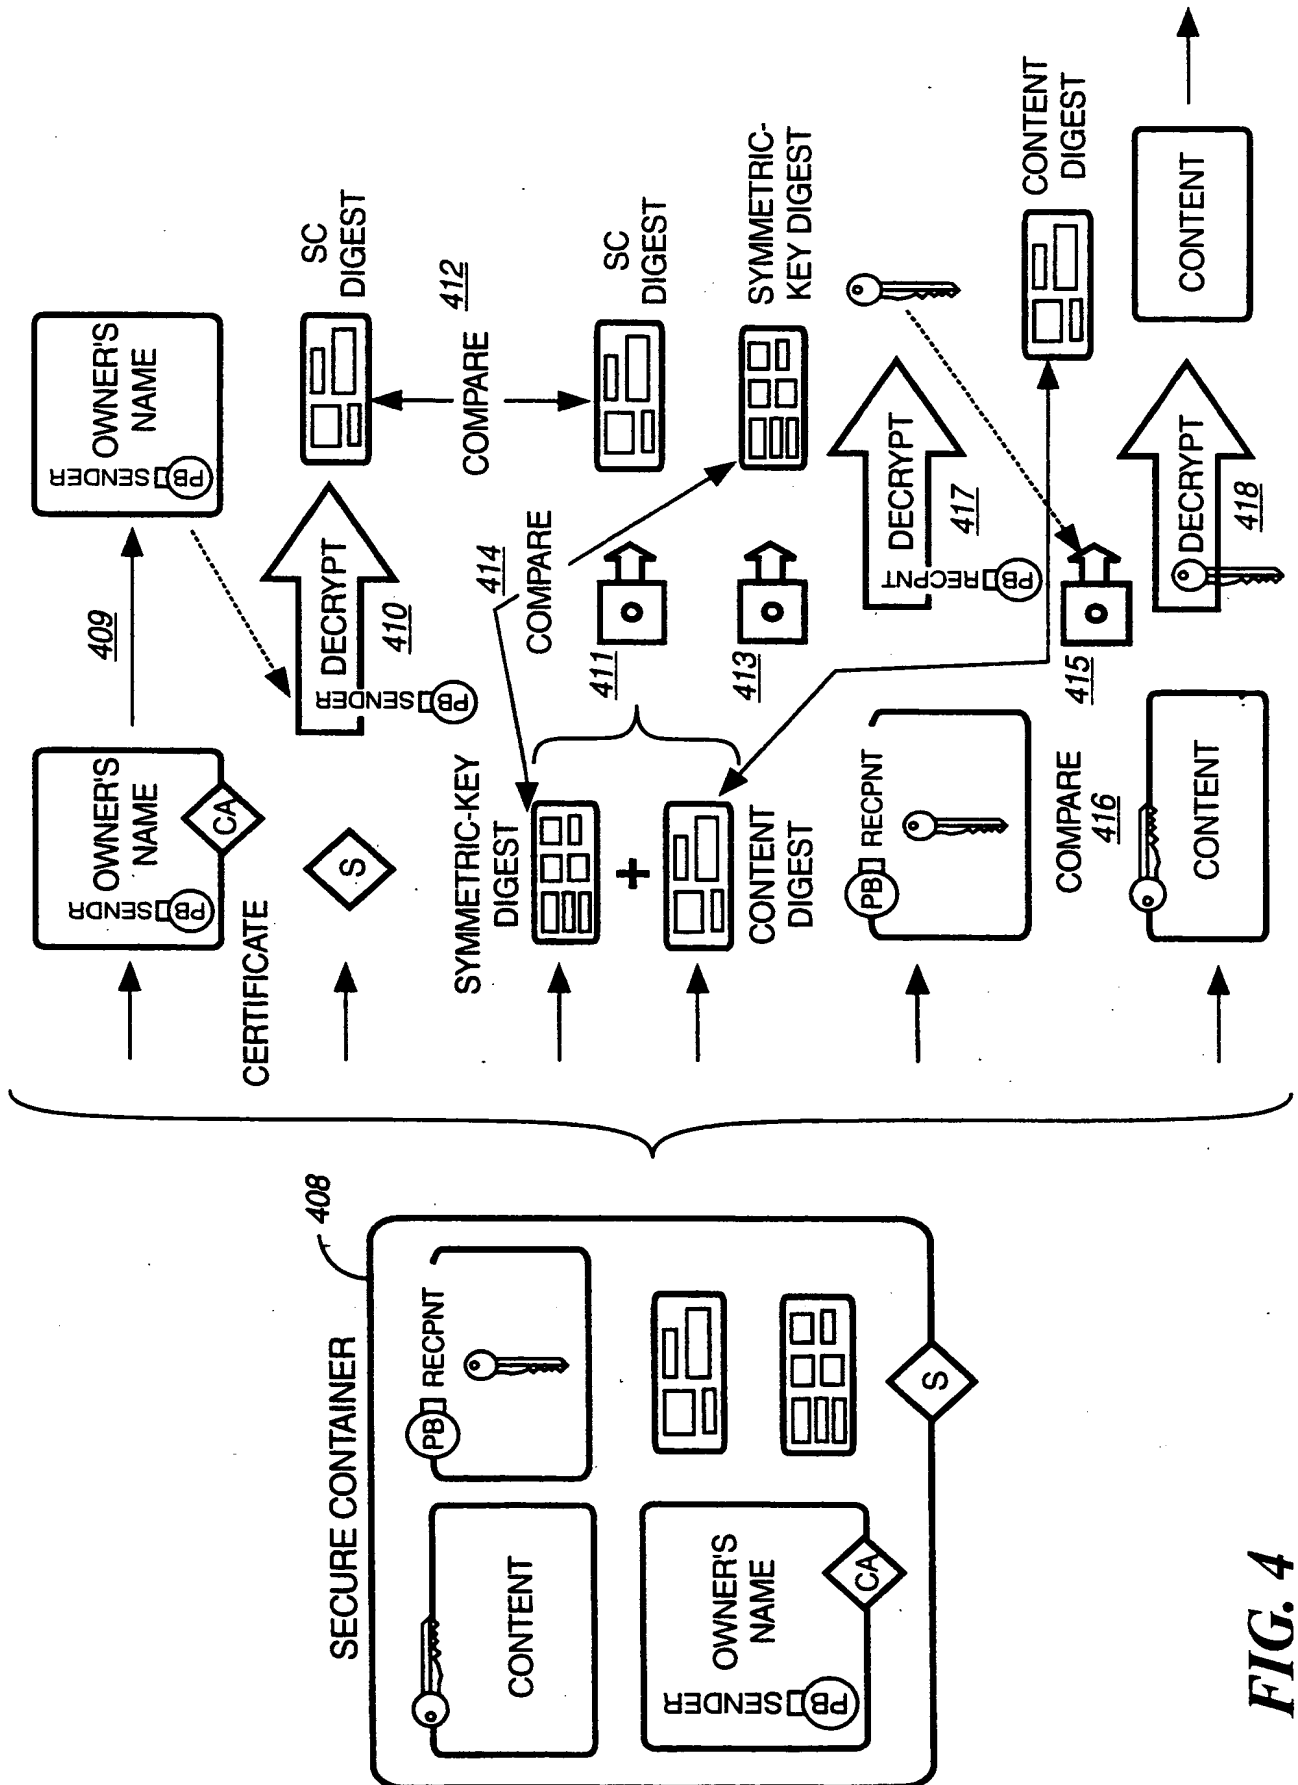 SECURE CONTAINER
408
CONTENT
PB RECPNT
OWNER'S
NAME
PB SENDER
CA
S
OWNER'S
NAME
PB SENDR
CA
CERTIFICATE
409
OWNER'S
NAME
PB SENDER
S
DECRYPT
410
PB SENDER
SC
DIGEST
COMPARE
412
SYMMETRIC-KEY
DIGEST
+
CONTENT
DIGEST
414
COMPARE
411
413
SC
DIGEST
SYMMETRIC-
KEY DIGEST
PB RECPNT
DECRYPT
417
PB RECPNT
COMPARE
416
415
CONTENT
DIGEST
CONTENT
DECRYPT
418
CONTENT
FIG. 4